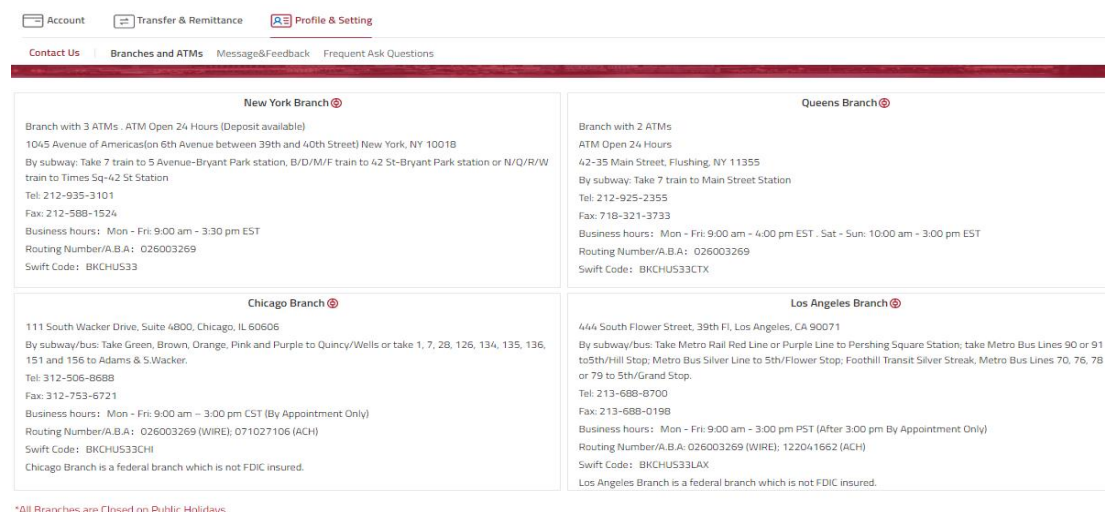 Account
Transfer & Remittance
Profile & Setting
Contact Us
Branches and ATMs
Message&Feedback
Frequent Ask Questions
New York Branch
Branch with 3 ATMs . ATM Open 24 Hours (Deposit available)
1045 Avenue of Americas(on 6th Avenue between 39th and 40th Street) New York, NY 10018
By subway: Take 7 train to 5 Avenue-Bryant Park station, B/D/M/F train to 42 St-Bryant Park station or N/Q/R/W
train to Times Sq-42 St Station
Tel: 212-935-3101
Fax: 212-588-1524
Business hours: Mon - Fri: 9:00 am - 3:30 pm EST
Routing Number/A.B.A: 026003269
Swift Code: BKCHUS33
Queens Branch
Branch with 2 ATMs
ATM Open 24 Hours
42-35 Main Street, Flushing, NY 11355
By subway: Take 7 train to Main Street Station
Tel: 212-925-2355
Fax: 718-321-3733
Business hours: Mon - Fri: 9:00 am - 4:00 pm EST . Sat - Sun: 10:00 am - 3:00 pm EST
Routing Number/A.B.A: 026003269
Swift Code: BKCHUS33CTX
Chicago Branch
111 South Wacker Drive, Suite 4800, Chicago, IL 60606
By subway/bus: Take Green, Brown, Orange, Pink and Purple to Quincy/Wells or take 1, 7, 28, 126, 134, 135, 136,
151 and 156 to Adams & S.Wacker.
Tel: 312-506-8688
Fax: 312-753-6721
Business hours: Mon - Fri: 9:00 am – 3:00 pm CST (By Appointment Only)
Routing Number/A.B.A: 026003269 (WIRE); 071027106 (ACH)
Swift Code: BKCHUS33CHI
Chicago Branch is a federal branch which is not FDIC insured.
Los Angeles Branch
444 South Flower Street, 39th Fl, Los Angeles, CA 90071
By subway/bus: Take Metro Rail Red Line or Purple Line to Pershing Square Station; take Metro Bus Lines 90 or 91
to5th/Hill Stop; Metro Bus Silver Line to 5th/Flower Stop; Foothill Transit Silver Streak, Metro Bus Lines 70, 76, 78
or 79 to 5th/Grand Stop.
Tel: 213-688-8700
Fax: 213-688-0198
Business hours: Mon - Fri: 9:00 am - 3:00 pm PST (After 3:00 pm By Appointment Only)
Routing Number/A.B.A: 026003269 (WIRE); 122041662 (ACH)
Swift Code: BKCHUS33LAX
Los Angeles Branch is a federal branch which is not FDIC insured.
*All Branches are Closed on Public Holidays